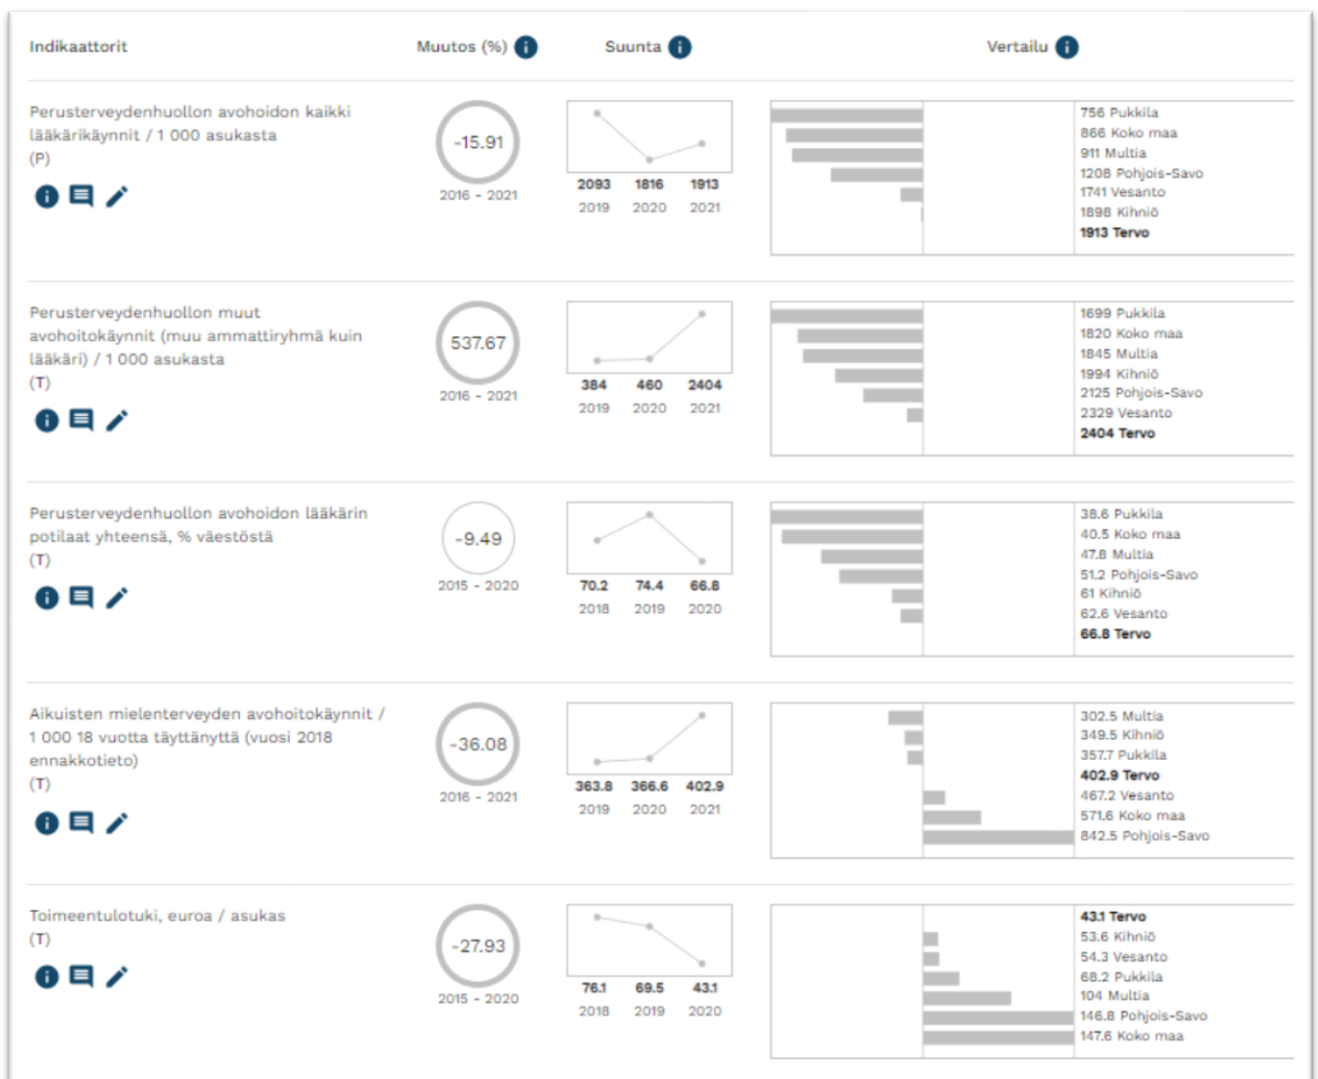 Indikaattorit
Muutos (%)
Suunta
Vertailu
Perusterveydenhuollon avohoidon kaikki
lääkärikäynnit / 1 000 asukasta
(P)
-15.91
2016 - 2021
2093 1816 1913
2019 2020 2021
756 Pukkila
866 Koko maa
911 Multia
1208 Pohjois-Savo
1741 Vesanto
1898 Kihniö
1913 Tervo
Perusterveydenhuollon muut
avohoitokäynnit (muu ammattiryhmä kuin
lääkäri) / 1 000 asukasta
(T)
537.67
2016 - 2021
384 460 2404
2019 2020 2021
1699 Pukkila
1820 Koko maa
1845 Multia
1994 Kihniö
2125 Pohjois-Savo
2329 Vesanto
2404 Tervo
Perusterveydenhuollon avohoidon lääkärin
potilaat yhteensä, % väestöstä
(T)
-9.49
2015 - 2020
70.2 74.4 66.8
2018 2019 2020
38.6 Pukkila
40.5 Koko maa
47.8 Multia
51.2 Pohjois-Savo
61 Kihniö
62.6 Vesanto
66.8 Tervo
Aikuisten mielenterveyden avohoitokäynnit /
1 000 18 vuotta täyttänyttä (vuosi 2018
ennakkotieto)
(T)
-36.08
2016 - 2021
363.8 366.6 402.9
2019 2020 2021
302.5 Multia
349.5 Kihniö
357.7 Pukkila
402.9 Tervo
467.2 Vesanto
571.6 Koko maa
842.5 Pohjois-Savo
Toimeentulotuki, euroa / asukas
(T)
-27.93
2015 - 2020
76.1 69.5 43.1
2018 2019 2020
43.1 Tervo
53.6 Kihniö
54.3 Vesanto
68.2 Pukkila
104 Multia
146.8 Pohjois-Savo
147.6 Koko maa